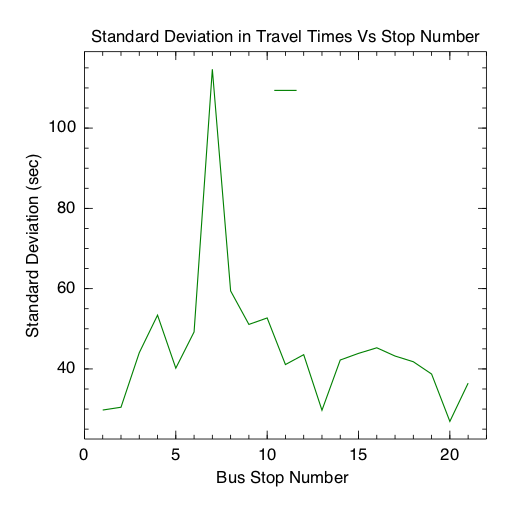 Standard Deviation in Travel Times Vs Stop Number
100
80
60
40
Standard Deviation (sec)
0 5 10 15 20
Bus Stop Number